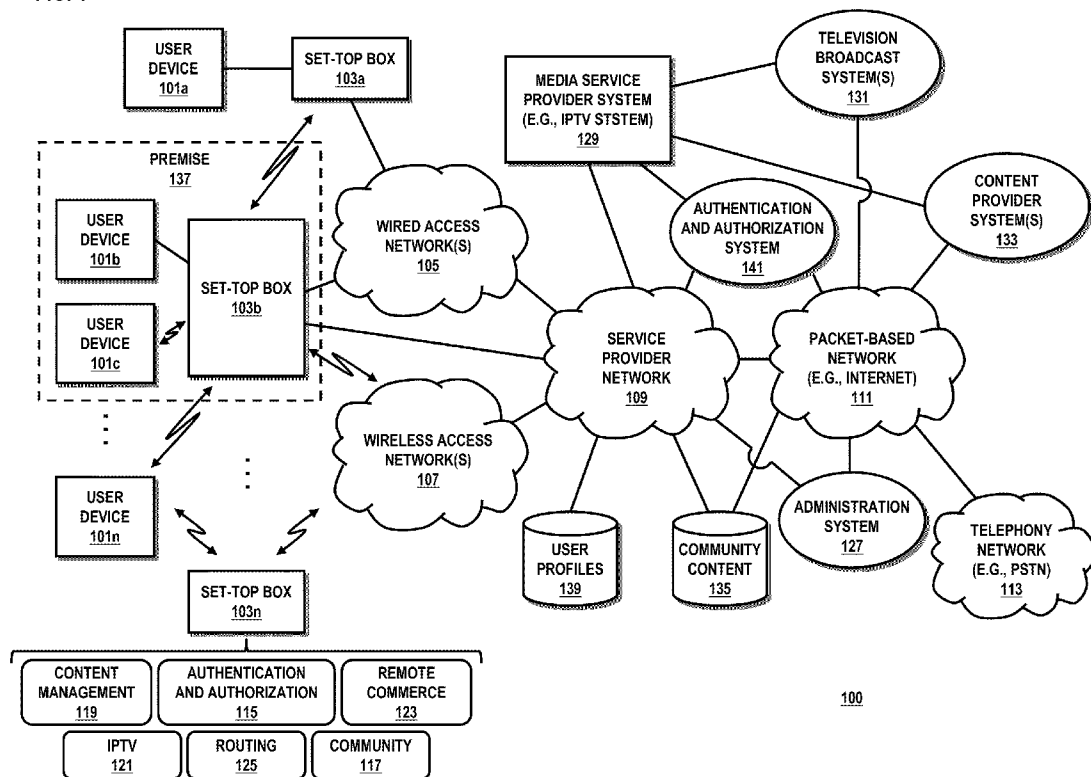 USER
DEVICE
101a
SET-TOP BOX
103a
MEDIA SERVICE
PROVIDER SYSTEM
(E.G., IPTV STSTEM)
129
TELEVISION
BROADCAST
SYSTEM(S)
131
PREMISE
137
USER
DEVICE
101b
USER
DEVICE
101c
SET-TOP BOX
103b
WIRED ACCESS
NETWORK(S)
105
AUTHENTICATION
AND AUTHORIZATION
SYSTEM
141
CONTENT
PROVIDER
SYSTEM(S)
133
SERVICE
PROVIDER
NETWORK
109
PACKET-BASED
NETWORK
(E.G., INTERNET)
111
WIRELESS ACCESS
NETWORK(S)
107
USER
DEVICE
101n
USER
PROFILES
139
COMMUNITY
CONTENT
135
ADMINISTRATION
SYSTEM
127
TELEPHONY
NETWORK
(E.G., PSTN)
113
SET-TOP BOX
103n
CONTENT
MANAGEMENT
119
AUTHENTICATION
AND AUTHORIZATION
115
REMOTE
COMMERCE
123
IPTV
121
ROUTING
125
COMMUNITY
117
100